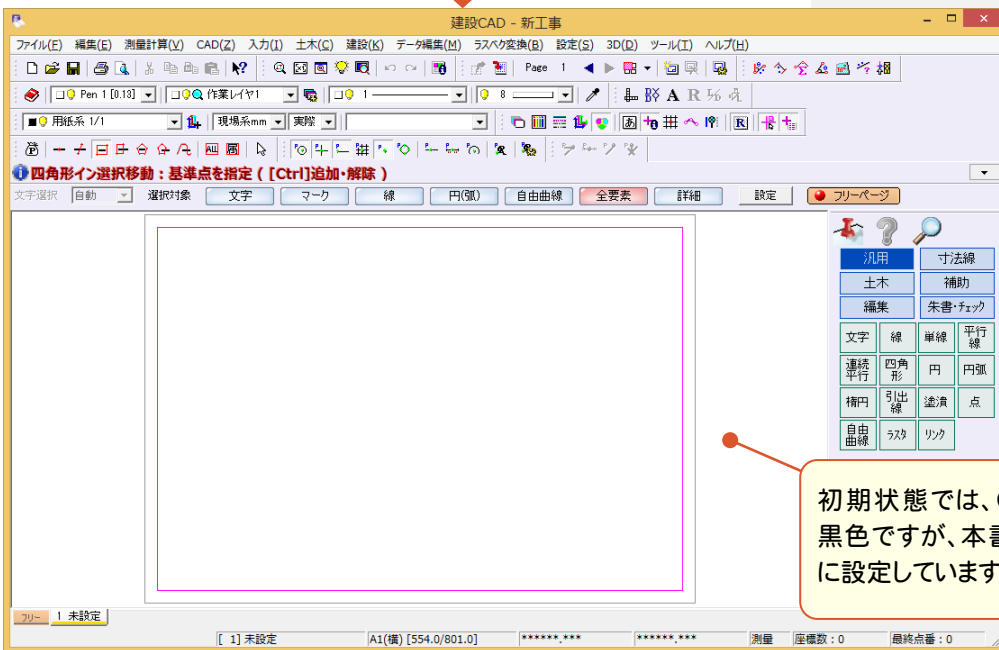 建設CAD - 新工事
ファイル(F) 編集(E) 測量計算(V) CAD(Z) 入力(I) 土木(C) 建設(K) データ編集(M) ラスベク変換(B) 設定(S) 3D(D) ツール(T) ヘルプ(H)
Page 1
Pen 1 [0.13] 作業レイヤ1 1 8
A R
用紙系 1/1 現場系mm 実際 あ R
四角形イン選択移動：基準点を指定 ( [Ctrl]追加・解除 )
文字選択 自動 選択対象 文字 マーク 線 円(弧) 自由曲線 全要素 詳細 設定 フリーページ
汎用 寸法線
土木 補助
編集 朱書・チェック
文字 線 単線 平行線
連続平行 四角形 円 円弧
楕円 引出線 塗潰 点
自由曲線 ラスタ リンク
初期状態では、
黒色ですが、本書
に設定しています
フリー 1 未設定
[ 1] 未設定 A1(横) [554.0/801.0] ******.*** ******.*** 測量 座標数：0 最終点番：0